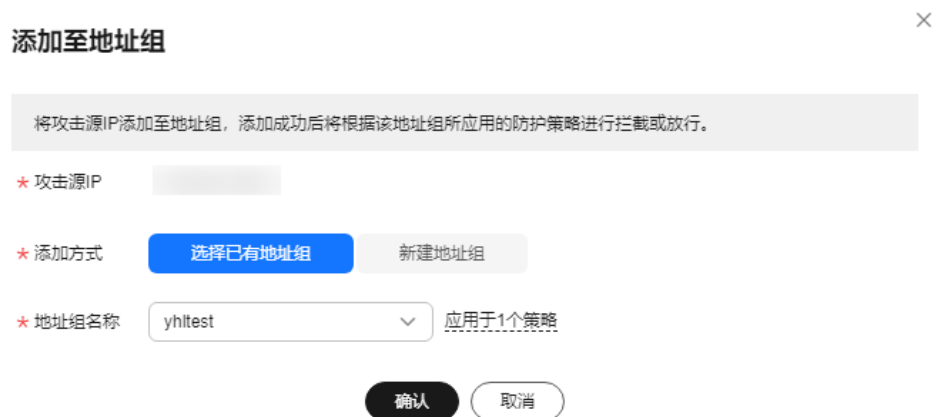 添加至地址组
将攻击源IP添加至地址组，添加成功后将根据该地址组所应用的防护策略进行拦截或放行。
* 攻击源IP
* 添加方式 选择已有地址组 新建地址组
* 地址组名称 yhltest 应用于1个策略
确认 取消